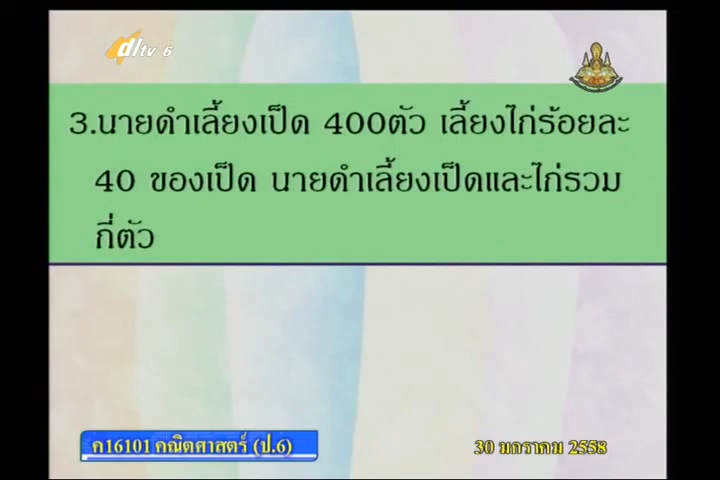 dltv 6
3.นายดำเลี้ยงเป็ด 400ตัว เลี้ยงไก่ร้อยละ
40 ของเป็ด นายดำเลี้ยงเป็ดและไก่รวม
กี่ตัว
ค16101 คณิตศาสตร์ (ป.6)
30 มกราคม 2558